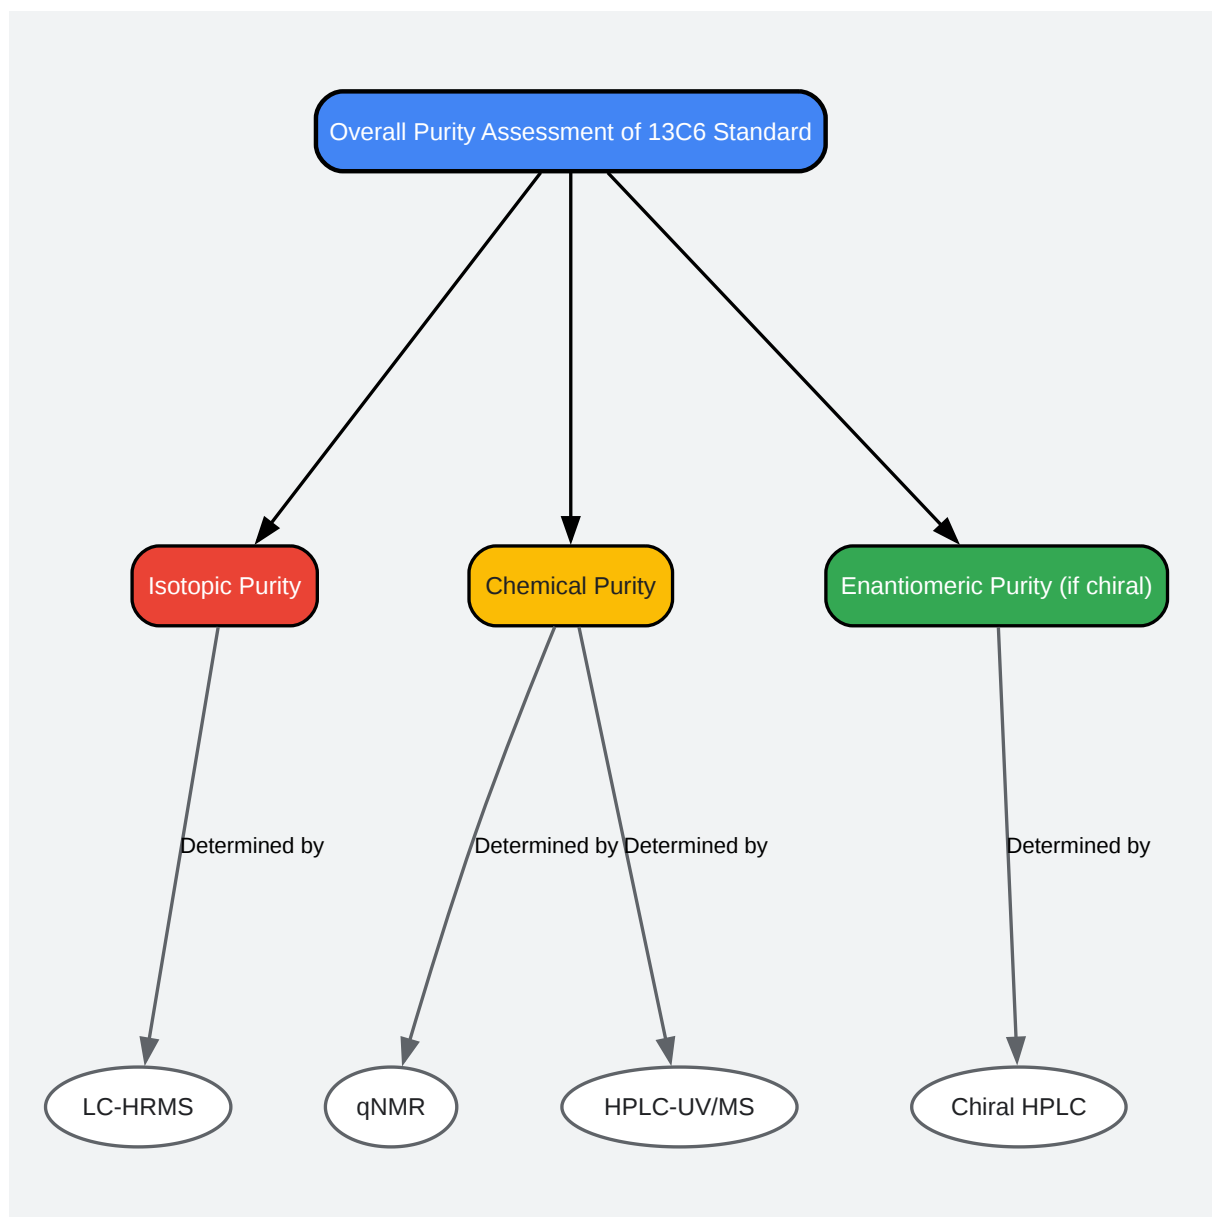 Overall Purity Assessment of 13C6 Standard
Isotopic Purity
Chemical Purity
Enantiomeric Purity (if chiral)
Determined by
Determined by
Determined by
Determined by
LC-HRMS
qNMR
HPLC-UV/MS
Chiral HPLC